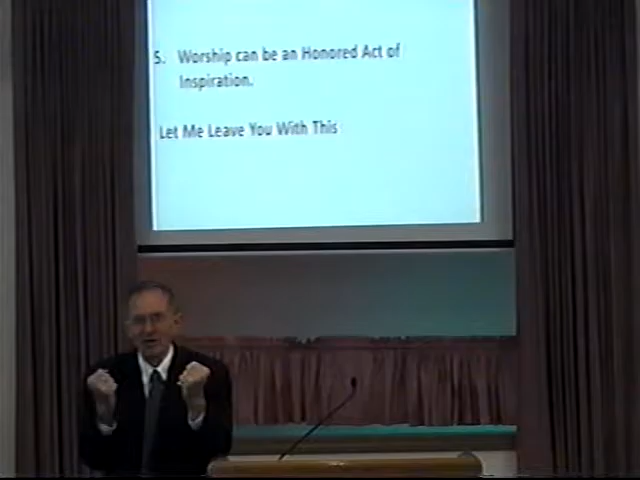 5. Worship can be an Honored Act of
Inspiration.
Let Me Leave You With This